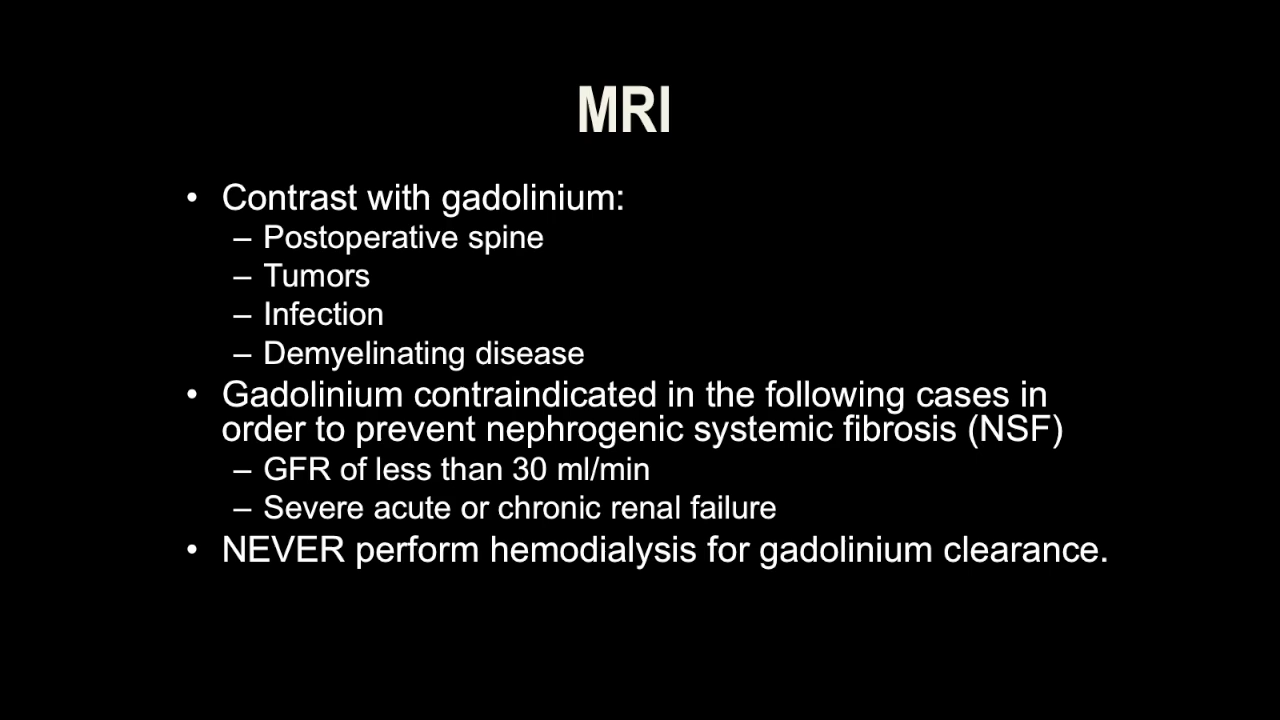 MRI
• Contrast with gadolinium:
– Postoperative spine
– Tumors
– Infection
– Demyelinating disease
• Gadolinium contraindicated in the following cases in
order to prevent nephrogenic systemic fibrosis (NSF)
– GFR of less than 30 ml/min
– Severe acute or chronic renal failure
• NEVER perform hemodialysis for gadolinium clearance.